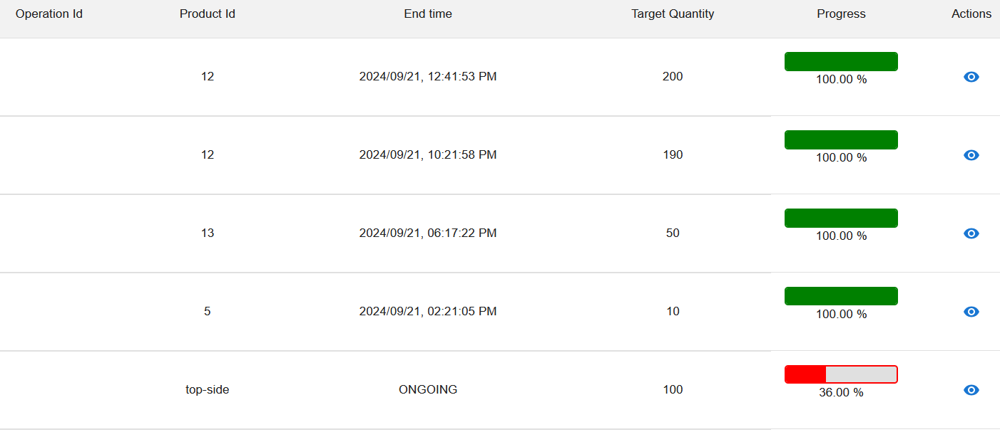 Operation Id Product Id End time Target Quantity Progress Actions
12 2024/09/21, 12:41:53 PM 200 100.00 %
12 2024/09/21, 10:21:58 PM 190 100.00 %
13 2024/09/21, 06:17:22 PM 50 100.00 %
5 2024/09/21, 02:21:05 PM 10 100.00 %
top-side ONGOING 100 36.00 %